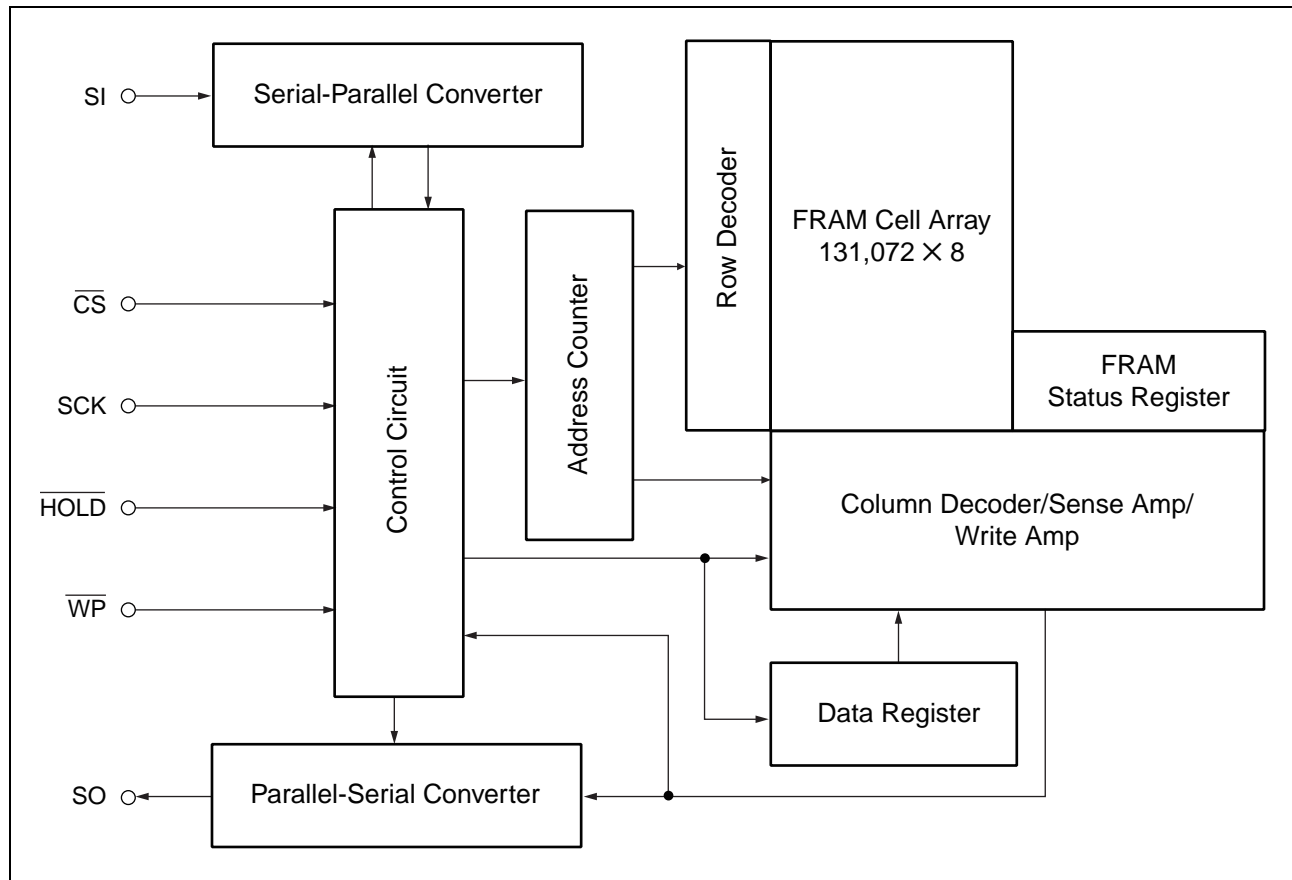 SI
Serial-Parallel Converter
CS
SCK
HOLD
WP
SO
Control Circuit
Address Counter
Row Decoder
FRAM Cell Array
131,072 × 8
FRAM
Status Register
Column Decoder/Sense Amp/
Write Amp
Data Register
Parallel-Serial Converter